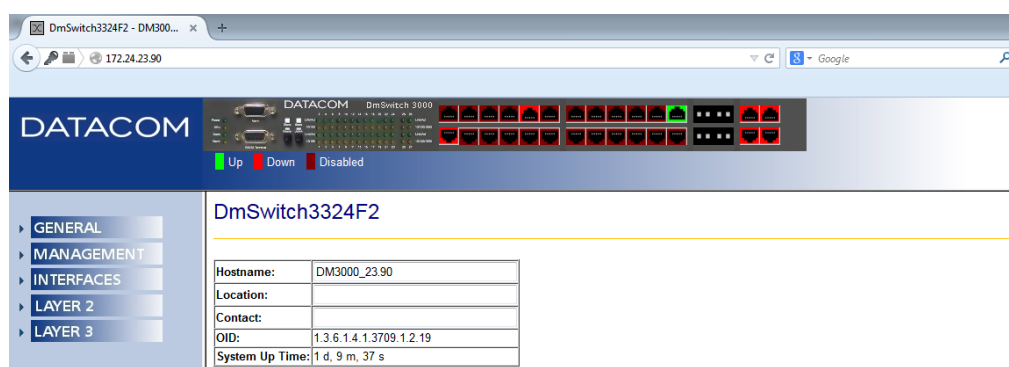 DmSwitch3324F2 - DM300... ×
+
172.24.23.90
8 Google
DATACOM
DATACOM DmSwitch 3000
Up Down Disabled
DmSwitch3324F2
GENERAL
MANAGEMENT
INTERFACES
LAYER 2
LAYER 3
Hostname: DM3000_23.90
Location:
Contact:
OID: 1.3.6.1.4.1.3709.1.2.19
System Up Time: 1 d, 9 m, 37 s